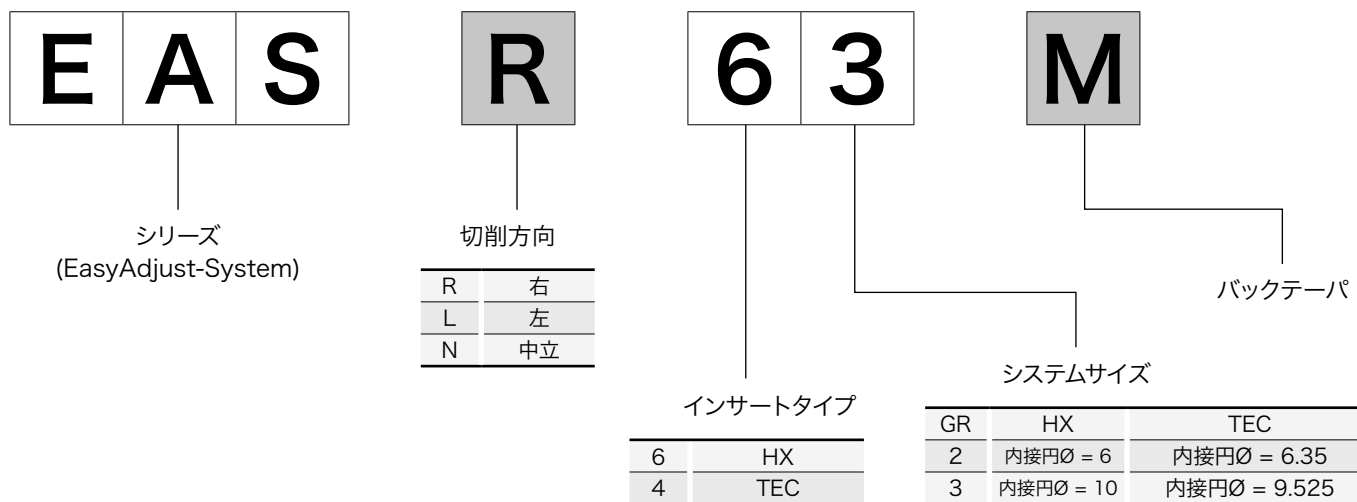 EAS R 63 M
シリーズ
(EasyAdjust-System)
切削方向
R 右
L 左
N 中立
バックテーパ
インサートタイプ
6 HX
4 TEC
システムサイズ
GR HX TEC
2 内接円Ø = 6 内接円Ø = 6.35
3 内接円Ø = 10 内接円Ø = 9.525